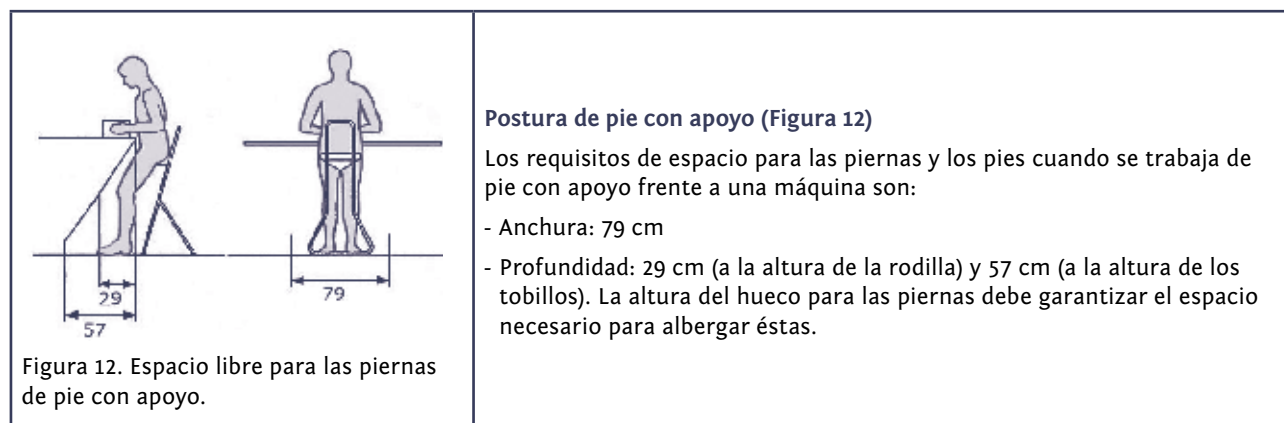 29
57
79
Figura 12. Espacio libre para las piernas
de pie con apoyo.
Postura de pie con apoyo (Figura 12)
Los requisitos de espacio para las piernas y los pies cuando se trabaja de
pie con apoyo frente a una máquina son:
- Anchura: 79 cm
- Profundidad: 29 cm (a la altura de la rodilla) y 57 cm (a la altura de los
tobillos). La altura del hueco para las piernas debe garantizar el espacio
necesario para albergar éstas.